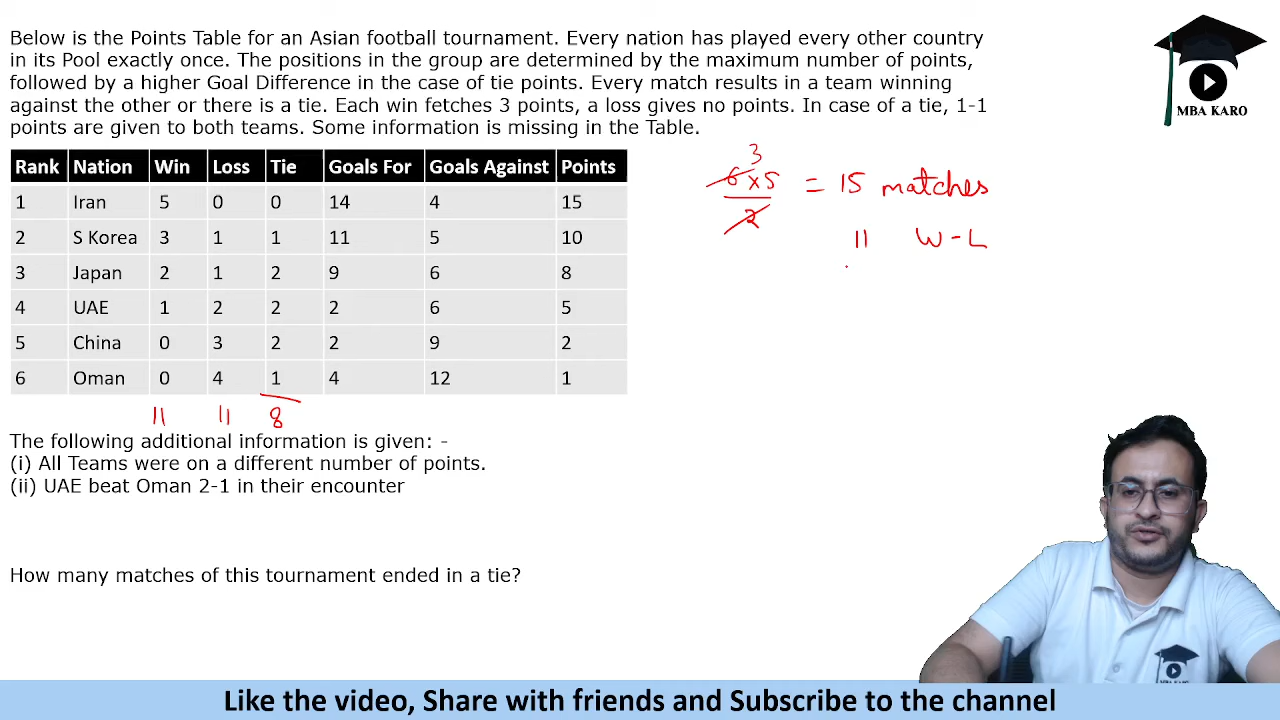 Below is the Points Table for an Asian football tournament. Every nation has played every other country
in its Pool exactly once. The positions in the group are determined by the maximum number of points,
followed by a higher Goal Difference in the case of tie points. Every match results in a team winning
against the other or there is a tie. Each win fetches 3 points, a loss gives no points. In case of a tie, 1-1
points are given to both teams. Some information is missing in the Table.
MBA KARO
Rank Nation Win Loss Tie Goals For Goals Against Points
1 Iran 5 0 0 14 4 15
2 S Korea 3 1 1 11 5 10
3 Japan 2 1 2 9 6 8
4 UAE 1 2 2 2 6 5
5 China 0 3 2 2 9 2
6 Oman 0 4 1 4 12 1
11 11 8
3
6 x 5 = 15 matches
2
11 W - L
The following additional information is given: -
(i) All Teams were on a different number of points.
(ii) UAE beat Oman 2-1 in their encounter
How many matches of this tournament ended in a tie?
MBA KARO
Like the video, Share with friends and Subscribe to the channel